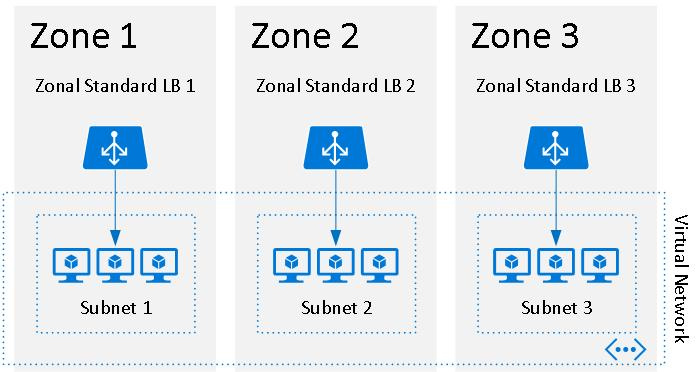 Zone 1
Zone 2
Zone 3
Zonal Standard LB 1
Zonal Standard LB 2
Zonal Standard LB 3
Subnet 1
Subnet 2
Subnet 3
Virtual Network